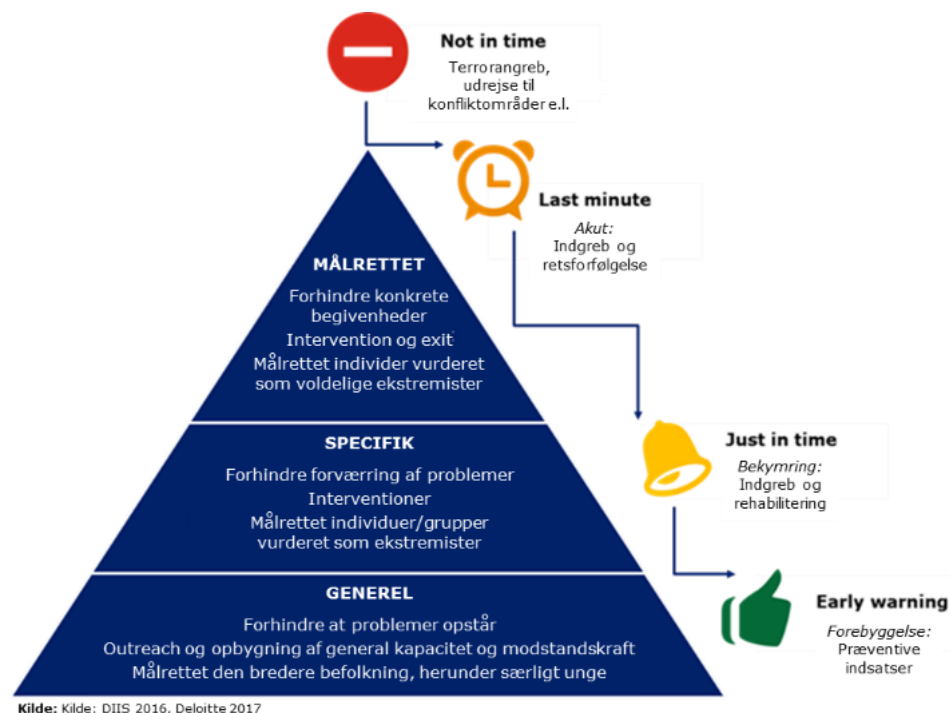 Not in time
Terrorangreb,
udrejse til
konfliktområder e.l.
Last minute
Akut:
Indgreb og
retsforfølgelse
MÅLRETTET
Forhindre konkrete
begivenheder
Intervention og exit
Målrettet individer vurderet
som voldelige ekstremister
Just in time
Bekymring:
Indgreb og
rehabilitering
SPECIFIK
Forhindre forværring af problemer
Interventioner
Målrettet individuer/grupper
vurderet som ekstremister
Early warning
Forebyggelse:
Præventive
indsatser
GENEREL
Forhindre at problemer opstår
Outreach og opbygning af general kapacitet og modstandskraft
Målrettet den bredere befolkning, herunder særligt unge
Kilde: Kilde: DIIS 2016, Deloitte 2017